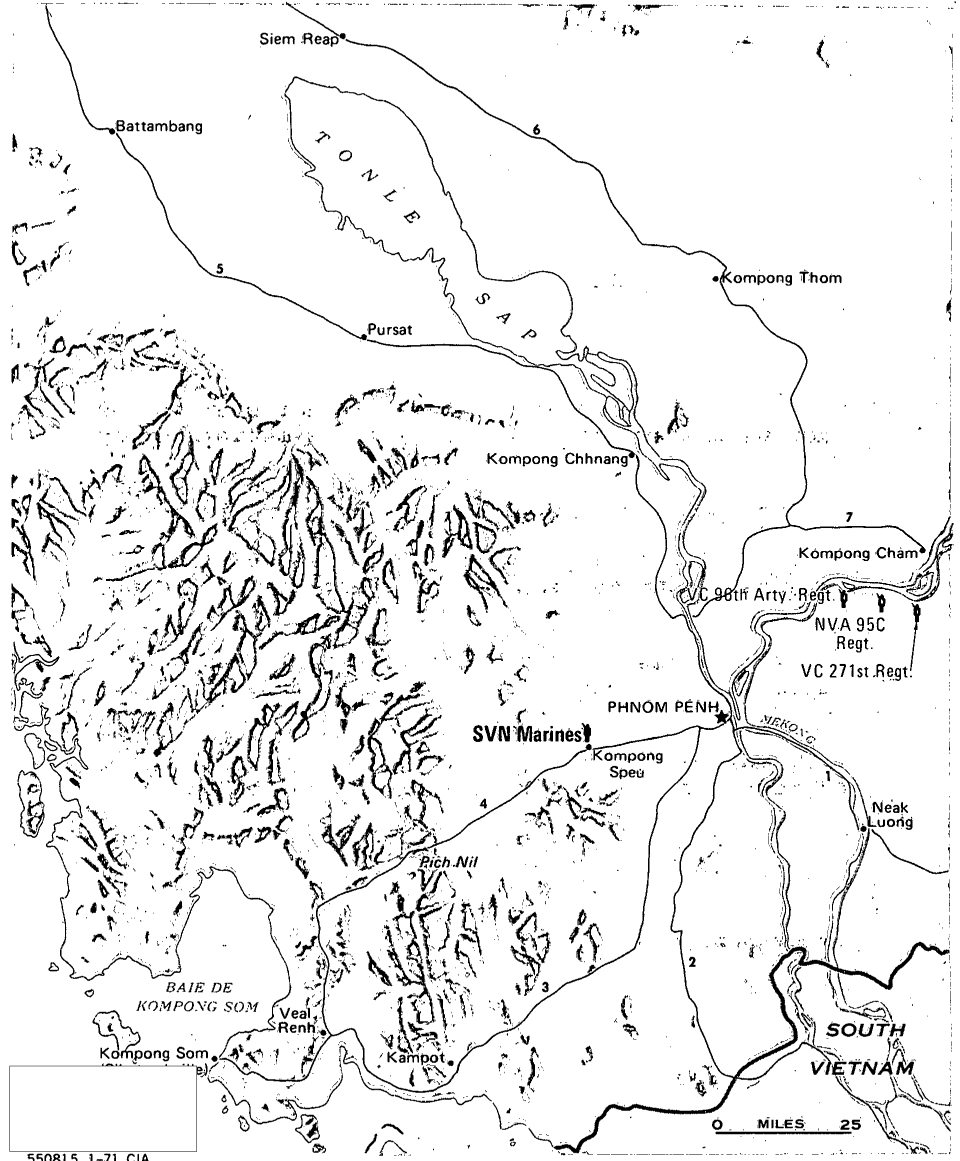 Siem Reap
Battambang
TONLE SAP
6
5
Kompong Thom
Pursat
Kompong Chhnang
7
Kompong Cham
VC 96th Arty. Regt.
NVA 95C
Regt.
VC 271st Regt.
PHNOM PENH
MEKONG
SVN Marines
Kompong
Speu
1
4
Neak
Luong
Pich Nil
2
3
BAIE DE
KOMPONG SOM
Veal
Renh
SOUTH
VIETNAM
Kompong Som
Kampot
0 MILES 25
550815 1-71 CIA